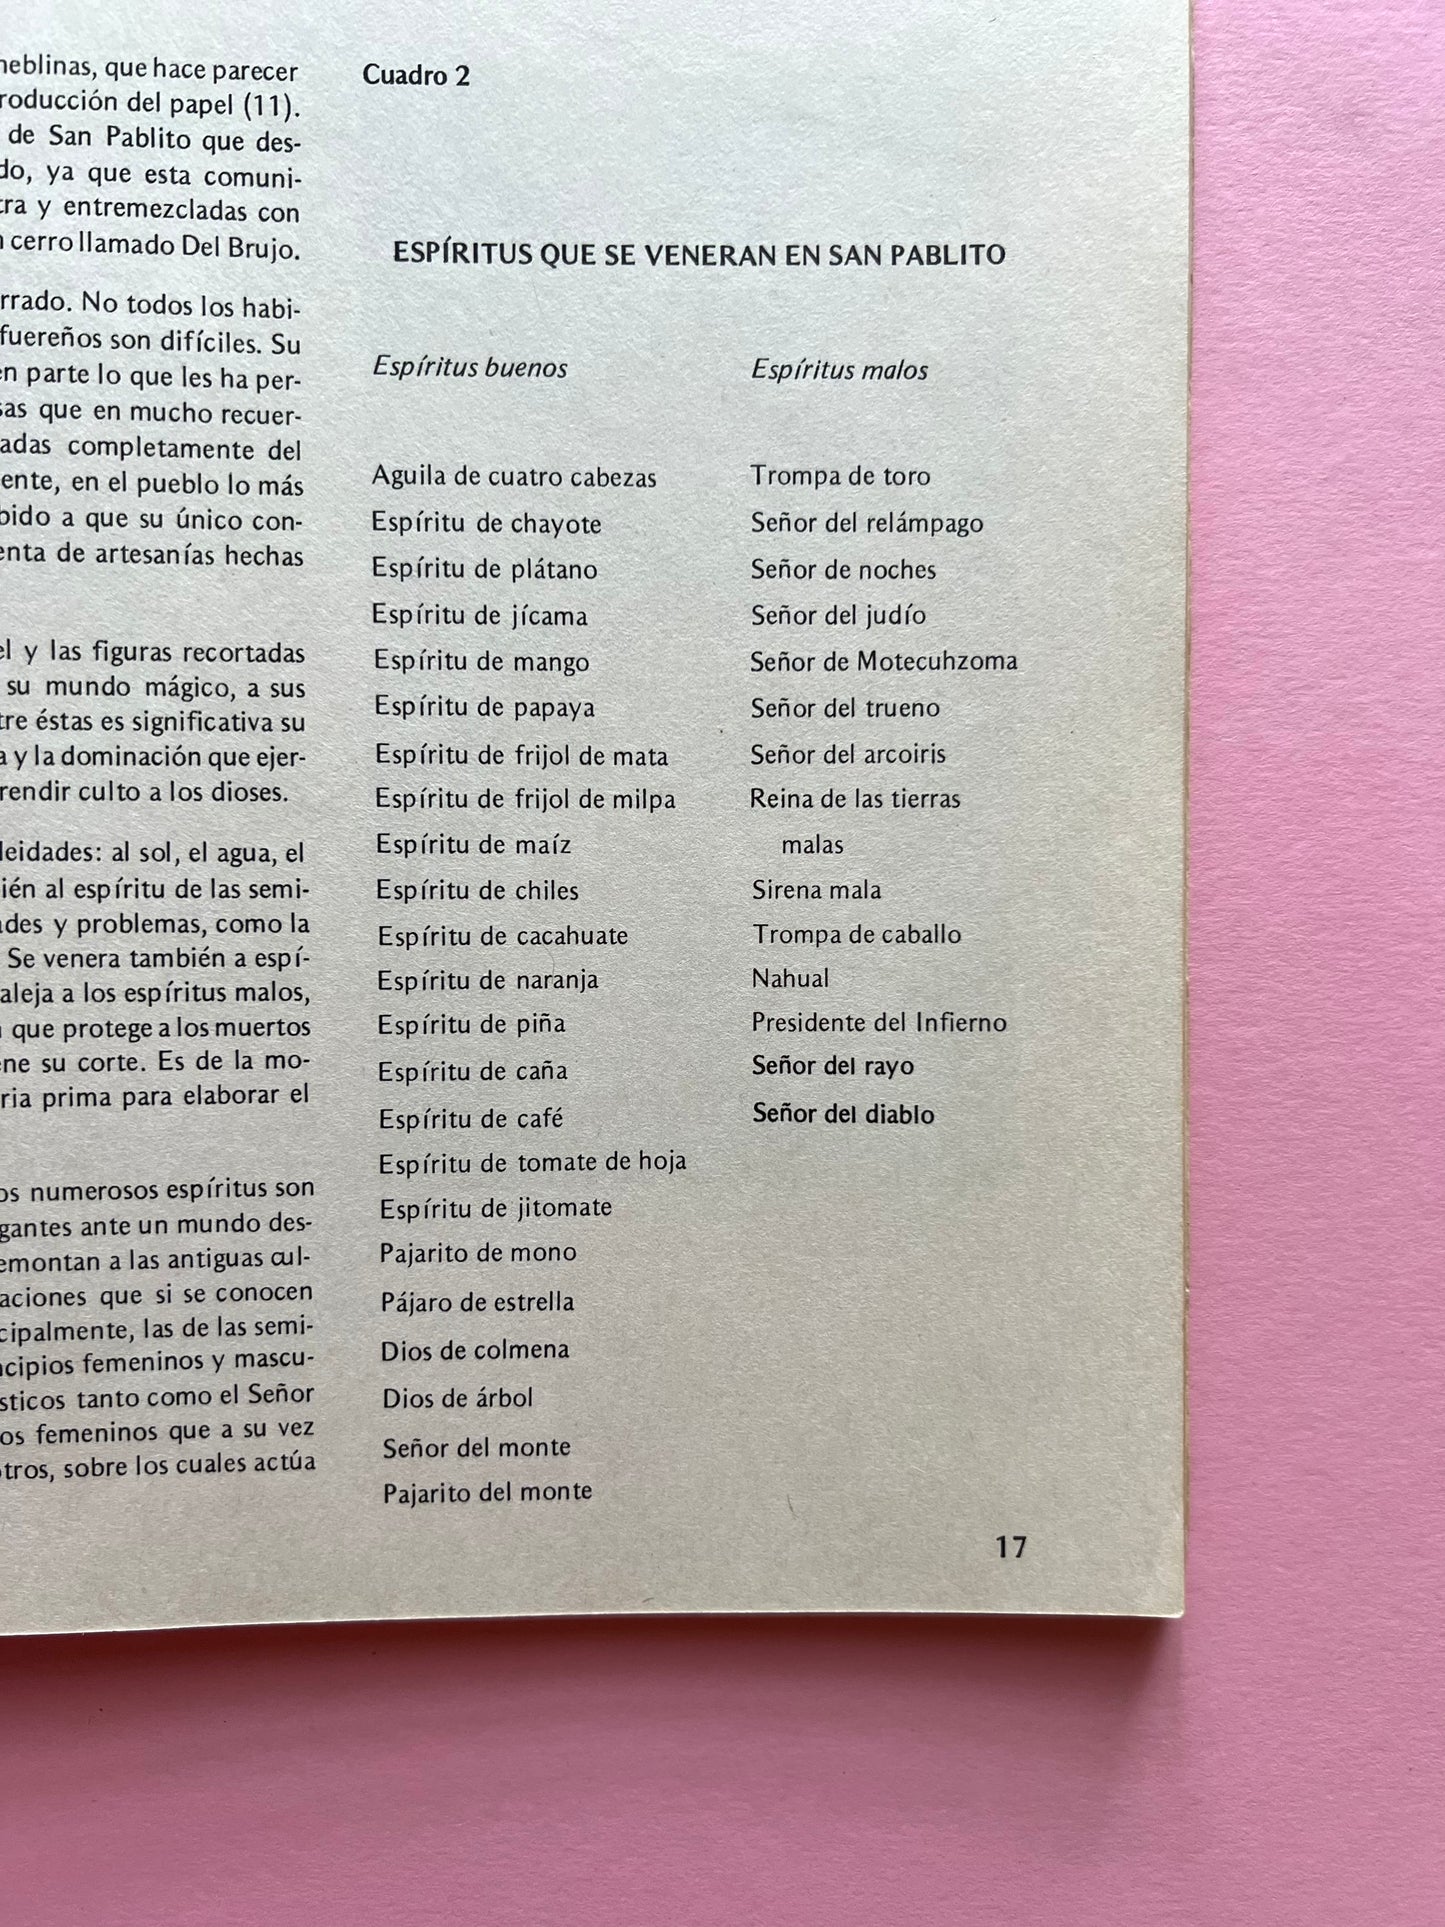 neblinas, que hace parecer
roducción del papel (11).
de San Pablito que des-
do, ya que esta comuni-
tra y entremezcladas con
cerro llamado Del Brujo.
rrado. No todos los habi-
fuereños son difíciles. Su
en parte lo que les ha per-
sas que en mucho recuer-
adas completamente del
ente, en el pueblo lo más
bido a que su único con-
enta de artesanías hechas
el y las figuras recortadas
su mundo mágico, a sus
tre éstas es significativa su
a y la dominación que ejer-
rendir culto a los dioses.
deidades: al sol, el agua, el
ién al espíritu de las semi-
ades y problemas, como la
Se venera también a espí-
aleja a los espíritus malos,
que protege a los muertos
ene su corte. Es de la mo-
ria prima para elaborar el
os numerosos espíritus son
gantes ante un mundo des-
emontan a las antiguas cul-
aciones que si se conocen
cipalmente, las de las semi-
ncipios femeninos y mascu-
sticos tanto como el Señor
os femeninos que a su vez
otros, sobre los cuales actúa
Cuadro 2
ESPÍRITUS QUE SE VENERAN EN SAN PABLITO
Espíritus buenos
Aguila de cuatro cabezas
Espíritu de chayote
Espíritu de plátano
Espíritu de jícama
Espíritu de mango
Espíritu de papaya
Espíritu de frijol de mata
Espíritu de frijol de milpa
Espíritu de maíz
Espíritu de chiles
Espíritu de cacahuate
Espíritu de naranja
Espíritu de piña
Espíritu de caña
Espíritu de café
Espíritu de tomate de hoja
Espíritu de jitomate
Pajarito de mono
Pájaro de estrella
Dios de colmena
Dios de árbol
Señor del monte
Pajarito del monte
Espíritus malos
Trompa de toro
Señor del relámpago
Señor de noches
Señor del judío
Señor de Motecuhzoma
Señor del trueno
Señor del arcoiris
Reina de las tierras
malas
Sirena mala
Trompa de caballo
Nahual
Presidente del Infierno
Señor del rayo
Señor del diablo
17